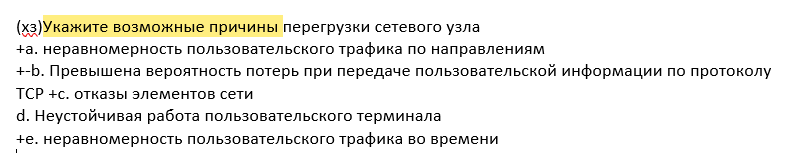 (хз)Укажите возможные причины перегрузки сетевого узла
+a. неравномерность пользовательского трафика по направлениям
+-b. Превышена вероятность потерь при передаче пользовательской информации по протоколу
TCP +c. отказы элементов сети
d. Неустойчивая работа пользовательского терминала
+e. неравномерность пользовательского трафика во времени